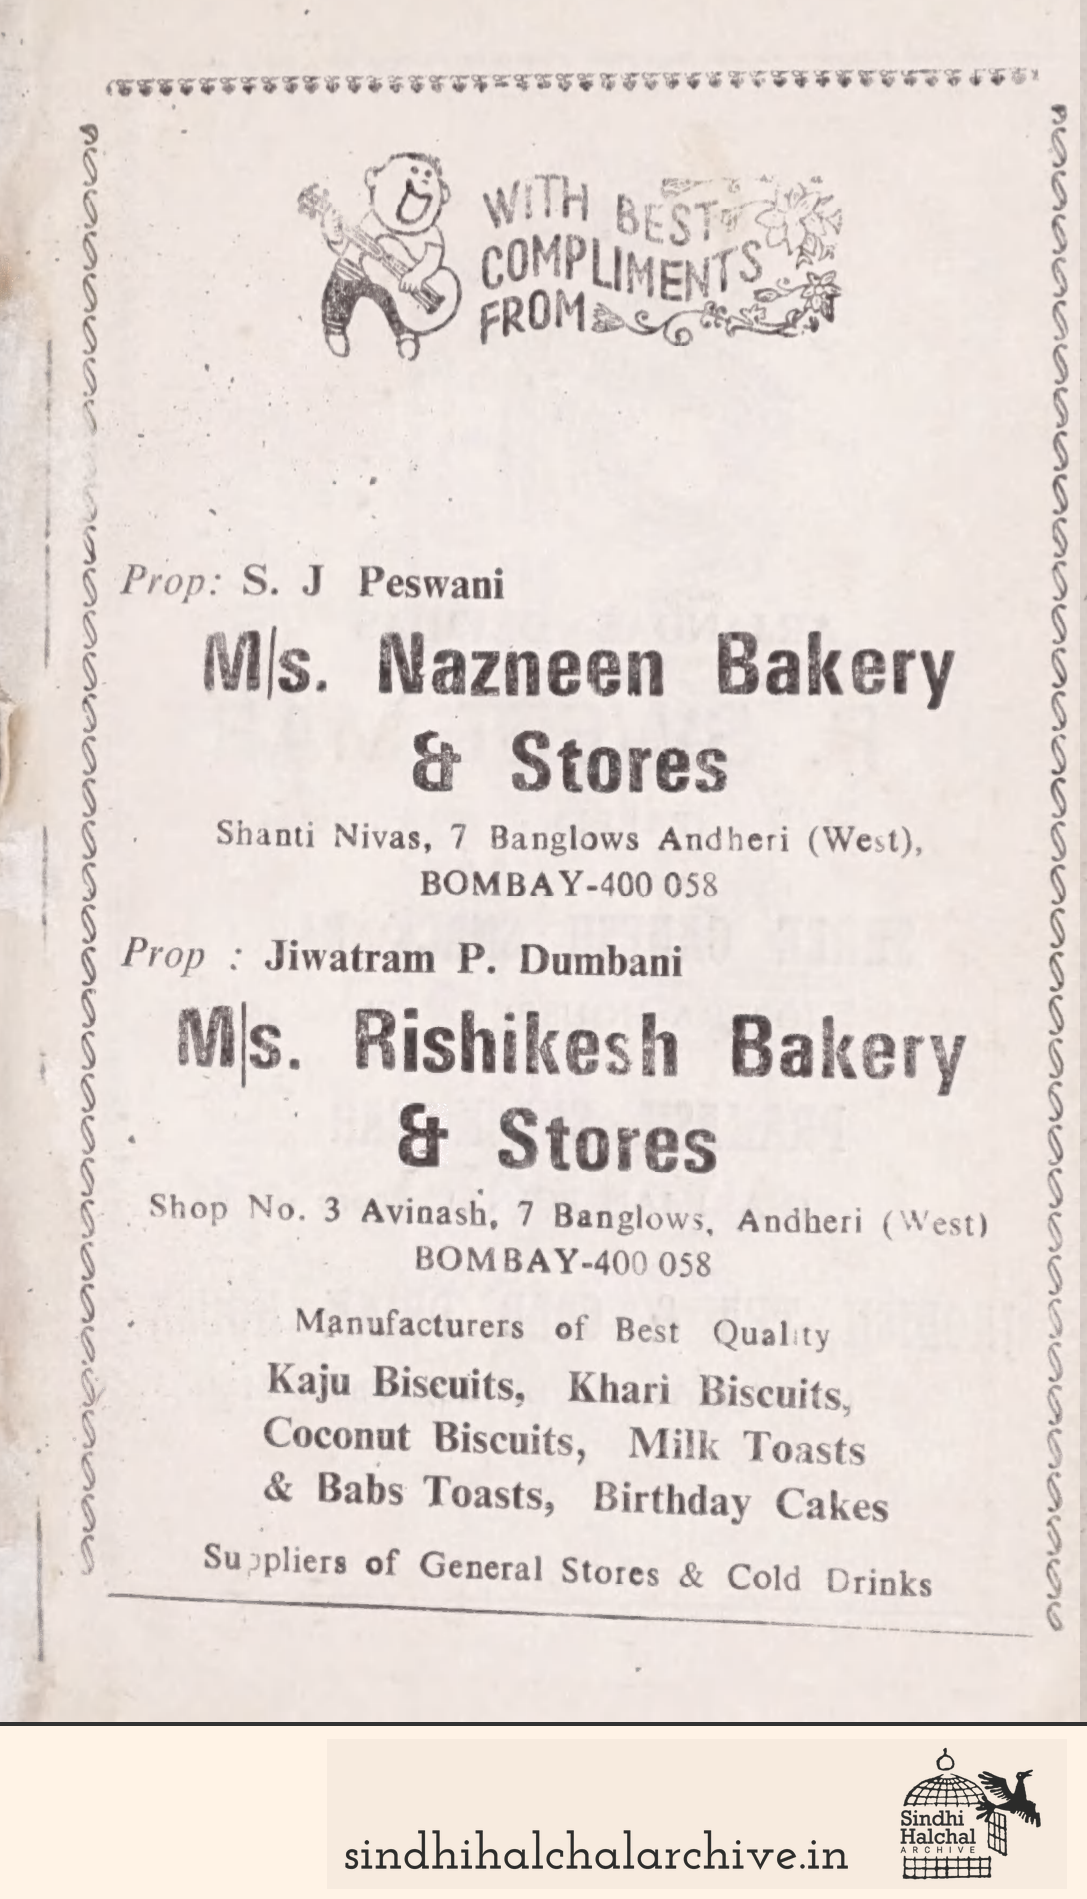 WITH BEST
COMPLIMENTS
FROM
Prop: S. J Peswani
M/s. Nazneen Bakery
& Stores
Shanti Nivas, 7 Banglows Andheri (West),
BOMBAY-400 058
Prop : Jiwatram P. Dumbani
M/s. Rishikesh Bakery
& Stores
Shop No. 3 Avinash, 7 Banglows, Andheri (West)
BOMBAY-400 058
Manufacturers of Best Quality
Kaju Biscuits, Khari Biscuits,
Coconut Biscuits, Milk Toasts
& Babs Toasts, Birthday Cakes
Suppliers of General Stores & Cold Drinks
sindhihalchalarchive.in
Sindhi
Halchal
ARCHIVE